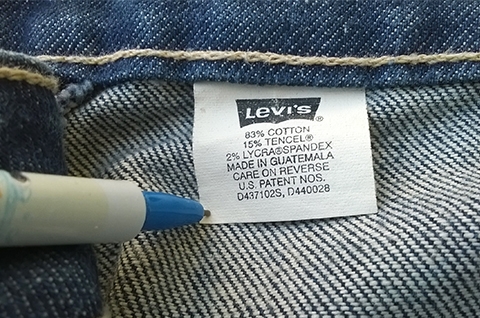 Levi's ®
83% COTTON
15% TENCEL®
2% LYCRA®SPANDEX
MADE IN GUATEMALA
CARE ON REVERSE
U.S. PATENT NOS.
D437102S, D440028